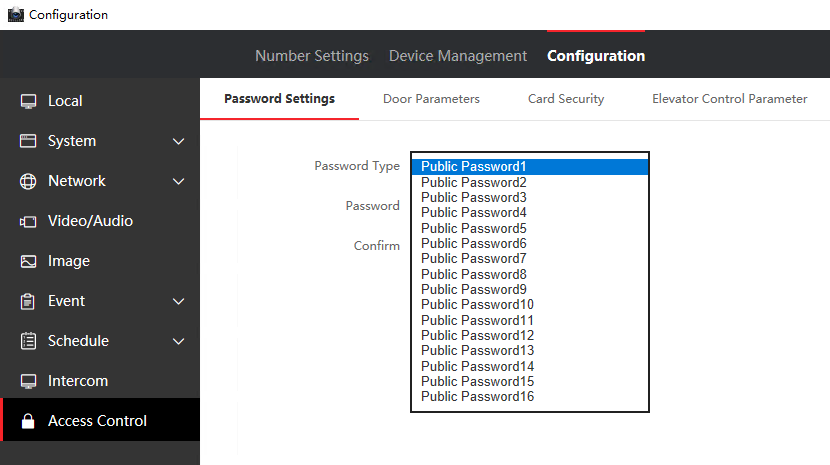 Configuration
Number Settings Device Management Configuration
Local
System
Network
Video/Audio
Image
Event
Schedule
Intercom
Access Control
Password Settings Door Parameters Card Security Elevator Control Parameter
Password Type
Password
Confirm
Public Password1
Public Password2
Public Password3
Public Password4
Public Password5
Public Password6
Public Password7
Public Password8
Public Password9
Public Password10
Public Password11
Public Password12
Public Password13
Public Password14
Public Password15
Public Password16